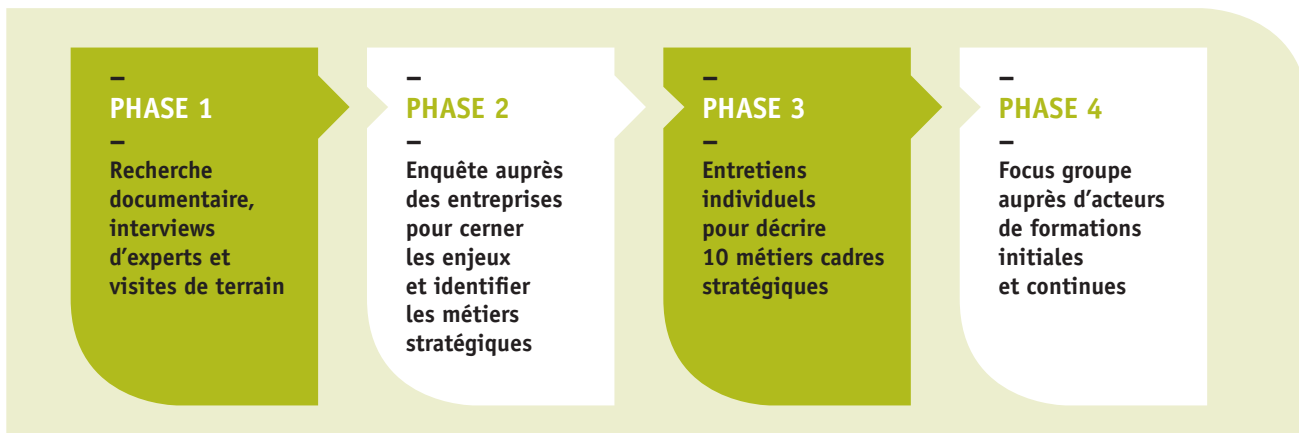 –
PHASE 1
–
Recherche
documentaire,
interviews
d’experts et
visites de terrain
–
PHASE 2
–
Enquête auprès
des entreprises
pour cerner
les enjeux
et identifier
les métiers
stratégiques
–
PHASE 3
–
Entretiens
individuels
pour décrire
10 métiers cadres
stratégiques
–
PHASE 4
–
Focus groupe
auprès d’acteurs
de formations
initiales
et continues